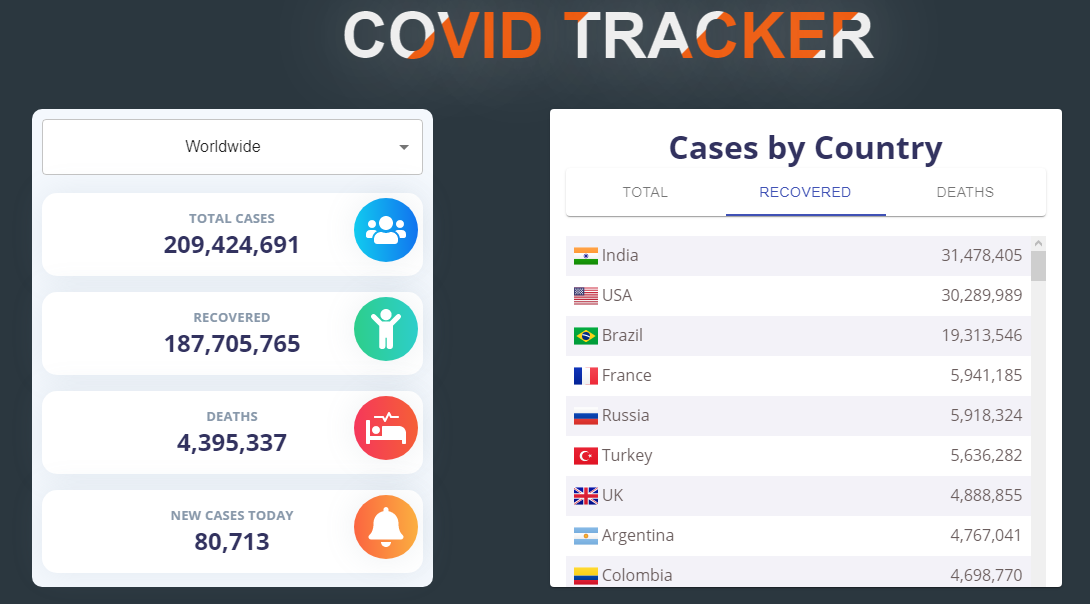 COVID TRACKER
Worldwide
TOTAL CASES
209,424,691
RECOVERED
187,705,765
DEATHS
4,395,337
NEW CASES TODAY
80,713
Cases by Country
TOTAL RECOVERED DEATHS
India 31,478,405
USA 30,289,989
Brazil 19,313,546
France 5,941,185
Russia 5,918,324
Turkey 5,636,282
UK 4,888,855
Argentina 4,767,041
Colombia 4,698,770